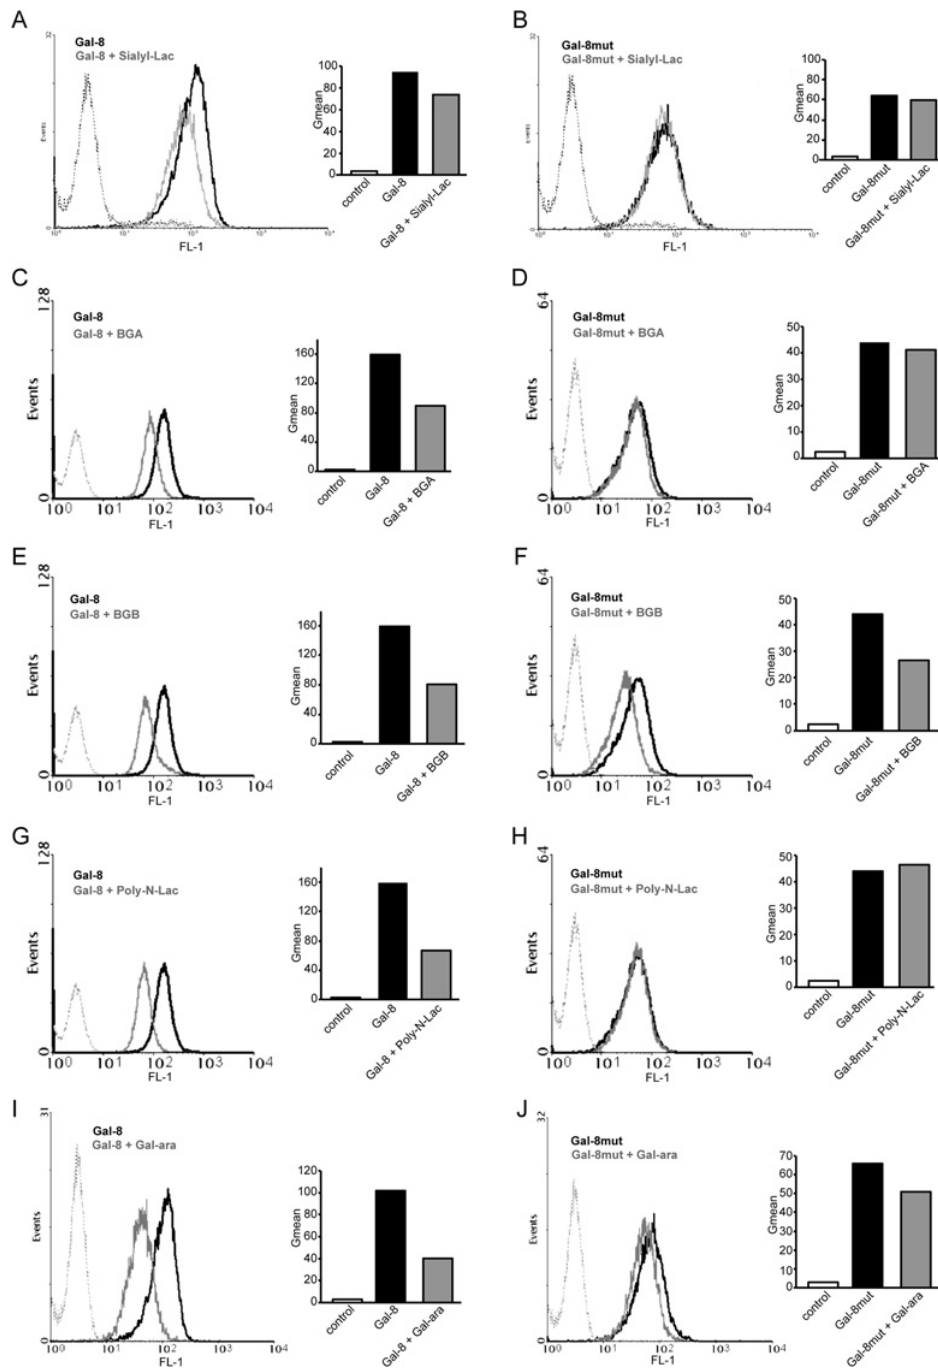 A
32
Gal-8
Gal-8 + Sialyl-Lac
Events
0
FL-1
Gmean
100
80
60
40
20
0
control
Gal-8
Gal-8 + Sialyl-Lac
B
32
Gal-8mut
Gal-8mut + Sialyl-Lac
Events
0
FL-1
Gmean
100
80
60
40
20
0
control
Gal-8mut
Gal-8mut + Sialyl-Lac
C
128
Gal-8
Gal-8 + BGA
Events
0
10⁰ 10¹ 10² 10³ 10⁴
FL-1
Gmean
160
120
80
40
0
control
Gal-8
Gal-8 + BGA
D
64
Gal-8mut
Gal-8mut + BGA
Events
0
10⁰ 10¹ 10² 10³ 10⁴
FL-1
Gmean
50
40
30
20
10
0
control
Gal-8mut
Gal-8mut + BGA
E
128
Gal-8
Gal-8 + BGB
Events
0
10⁰ 10¹ 10² 10³ 10⁴
FL-1
Gmean
160
120
80
40
0
control
Gal-8
Gal-8 + BGB
F
64
Gal-8mut
Gal-8mut + BGB
Events
0
10⁰ 10¹ 10² 10³ 10⁴
FL-1
Gmean
50
40
30
20
10
0
control
Gal-8mut
Gal-8mut + BGB
G
128
Gal-8
Gal-8 + Poly-N-Lac
Events
0
10⁰ 10¹ 10² 10³ 10⁴
FL-1
Gmean
160
120
80
40
0
control
Gal-8
Gal-8 + Poly-N-Lac
H
64
Gal-8mut
Gal-8mut + Poly-N-Lac
Events
0
10⁰ 10¹ 10² 10³ 10⁴
FL-1
Gmean
50
40
30
20
10
0
control
Gal-8mut
Gal-8mut + Poly-N-Lac
I
31
Gal-8
Gal-8 + Gal-ara
Events
0
10⁰ 10¹ 10² 10³ 10⁴
FL-1
Gmean
120
100
80
60
40
20
0
control
Gal-8
Gal-8 + Gal-ara
J
32
Gal-8mut
Gal-8mut + Gal-ara
Events
0
10⁰ 10¹ 10² 10³ 10⁴
FL-1
Gmean
70
60
50
40
30
20
10
0
control
Gal-8mut
Gal-8mut + Gal-ara